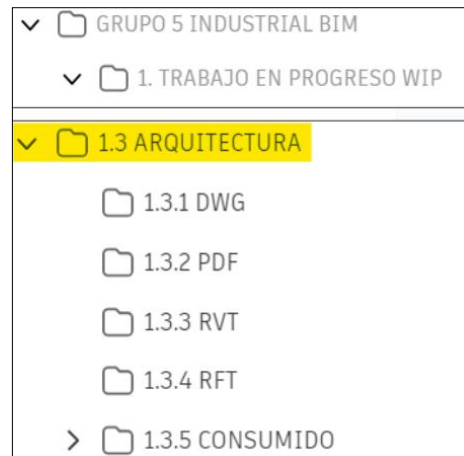 GRUPO 5 INDUSTRIAL BIM
1. TRABAJO EN PROGRESO WIP
1.3 ARQUITECTURA
1.3.1 DWG
1.3.2 PDF
1.3.3 RVT
1.3.4 RFT
1.3.5 CONSUMIDO